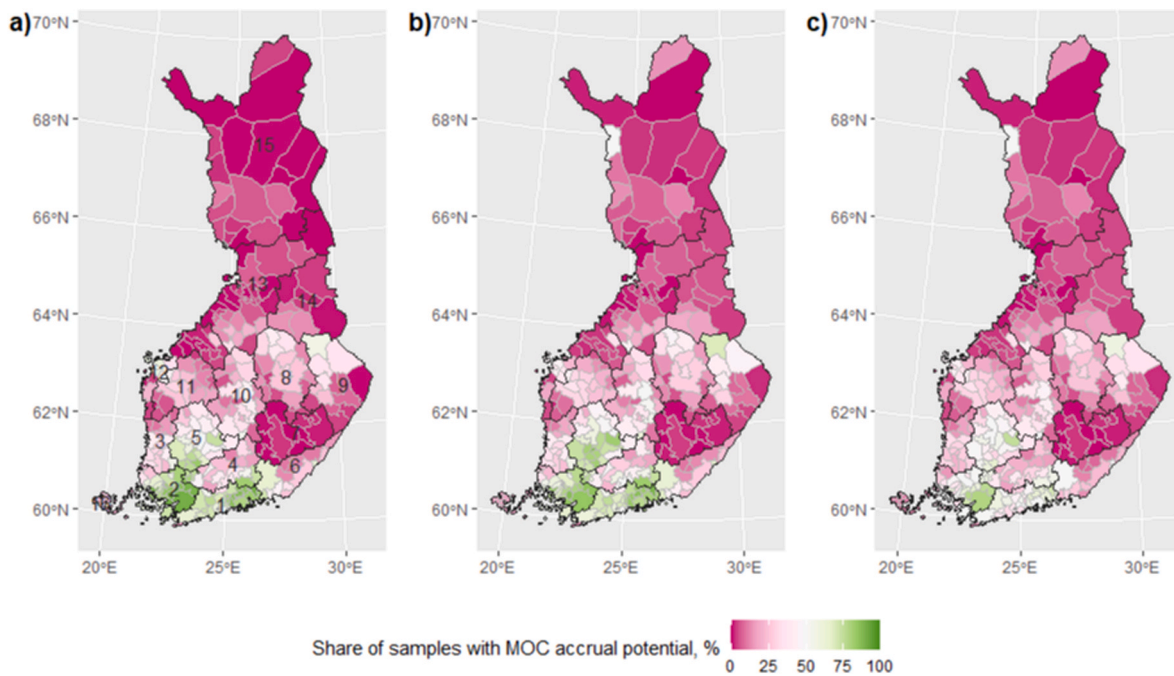 a) b) c)
70°N 70°N 70°N
68°N 68°N 68°N
15
66°N 66°N 66°N
13
14
64°N 64°N 64°N
12
11 8 9
10
62°N 62°N 62°N
3 5
4 6
2
1
60°N 60°N 60°N
20°E 25°E 30°E 20°E 25°E 30°E 20°E 25°E 30°E
Share of samples with MOC accrual potential, %
0 25 50 75 100